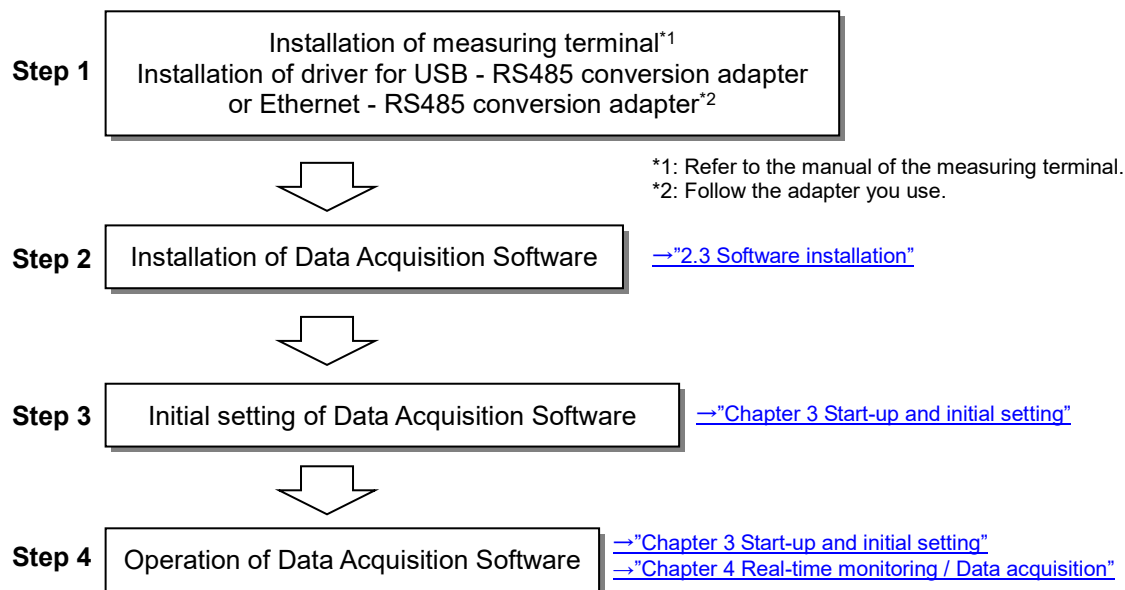 Step 1
Installation of measuring terminal*1
Installation of driver for USB - RS485 conversion adapter
or Ethernet - RS485 conversion adapter*2
*1: Refer to the manual of the measuring terminal.
*2: Follow the adapter you use.
Step 2
Installation of Data Acquisition Software
→”2.3 Software installation”
Step 3
Initial setting of Data Acquisition Software
→”Chapter 3 Start-up and initial setting”
Step 4
Operation of Data Acquisition Software
→”Chapter 3 Start-up and initial setting”
→”Chapter 4 Real-time monitoring / Data acquisition”